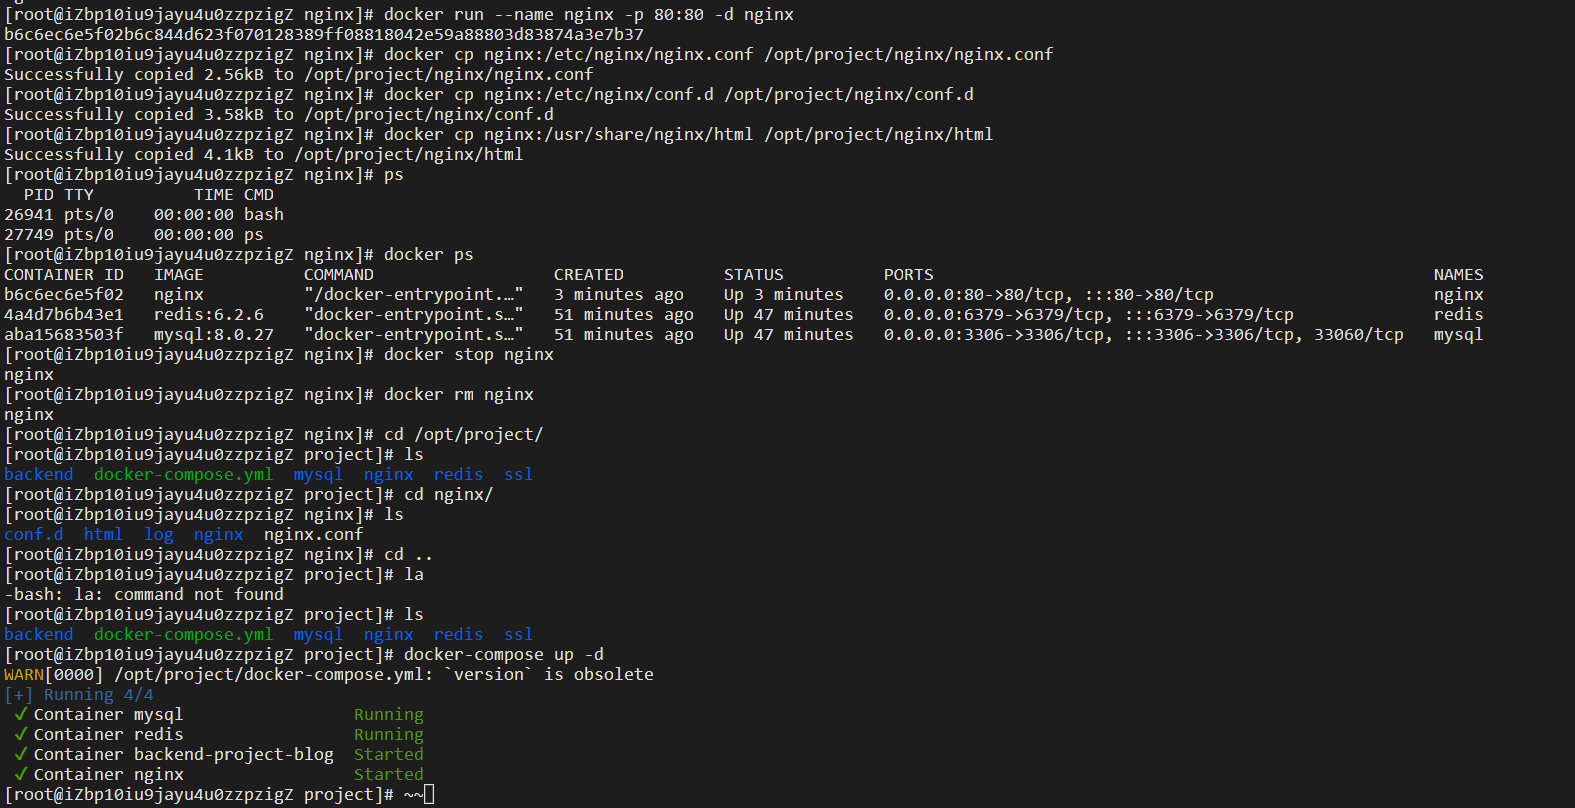 [root@iZbp10iu9jayu4u0zzpzigZ nginx]# docker run --name nginx -p 80:80 -d nginx
b6c6ec6e5f02b6c844d623f070128389ff08818042e59a88803d83874a3e7b37
[root@iZbp10iu9jayu4u0zzpzigZ nginx]# docker cp nginx:/etc/nginx/nginx.conf /opt/project/nginx/nginx.conf
Successfully copied 2.56kB to /opt/project/nginx/nginx.conf
[root@iZbp10iu9jayu4u0zzpzigZ nginx]# docker cp nginx:/etc/nginx/conf.d /opt/project/nginx/conf.d
Successfully copied 3.58kB to /opt/project/nginx/conf.d
[root@iZbp10iu9jayu4u0zzpzigZ nginx]# docker cp nginx:/usr/share/nginx/html /opt/project/nginx/html
Successfully copied 4.1kB to /opt/project/nginx/html
[root@iZbp10iu9jayu4u0zzpzigZ nginx]# ps
  PID TTY          TIME CMD
26941 pts/0    00:00:00 bash
27749 pts/0    00:00:00 ps
[root@iZbp10iu9jayu4u0zzpzigZ nginx]# docker ps
CONTAINER ID   IMAGE          COMMAND                  CREATED          STATUS          PORTS                                                  NAMES
b6c6ec6e5f02   nginx          "/docker-entrypoint.…"   3 minutes ago    Up 3 minutes    0.0.0.0:80->80/tcp, :::80->80/tcp                      nginx
4a4d7b6b43e1   redis:6.2.6    "docker-entrypoint.s…"   51 minutes ago   Up 47 minutes   0.0.0.0:6379->6379/tcp, :::6379->6379/tcp              redis
aba15683503f   mysql:8.0.27   "docker-entrypoint.s…"   51 minutes ago   Up 47 minutes   0.0.0.0:3306->3306/tcp, :::3306->3306/tcp, 33060/tcp   mysql
[root@iZbp10iu9jayu4u0zzpzigZ nginx]# docker stop nginx
nginx
[root@iZbp10iu9jayu4u0zzpzigZ nginx]# docker rm nginx
nginx
[root@iZbp10iu9jayu4u0zzpzigZ nginx]# cd /opt/project/
[root@iZbp10iu9jayu4u0zzpzigZ project]# ls
backend  docker-compose.yml  mysql  nginx  redis  ssl
[root@iZbp10iu9jayu4u0zzpzigZ project]# cd nginx/
[root@iZbp10iu9jayu4u0zzpzigZ nginx]# ls
conf.d  html  log  nginx  nginx.conf
[root@iZbp10iu9jayu4u0zzpzigZ nginx]# cd ..
[root@iZbp10iu9jayu4u0zzpzigZ project]# la
-bash: la: command not found
[root@iZbp10iu9jayu4u0zzpzigZ project]# ls
backend  docker-compose.yml  mysql  nginx  redis  ssl
[root@iZbp10iu9jayu4u0zzpzigZ project]# docker-compose up -d
WARN[0000] /opt/project/docker-compose.yml: `version` is obsolete
[+] Running 4/4
 ✓ Container mysql                 Running
 ✓ Container redis                 Running
 ✓ Container backend-project-blog  Started
 ✓ Container nginx                 Started
[root@iZbp10iu9jayu4u0zzpzigZ project]# ~~